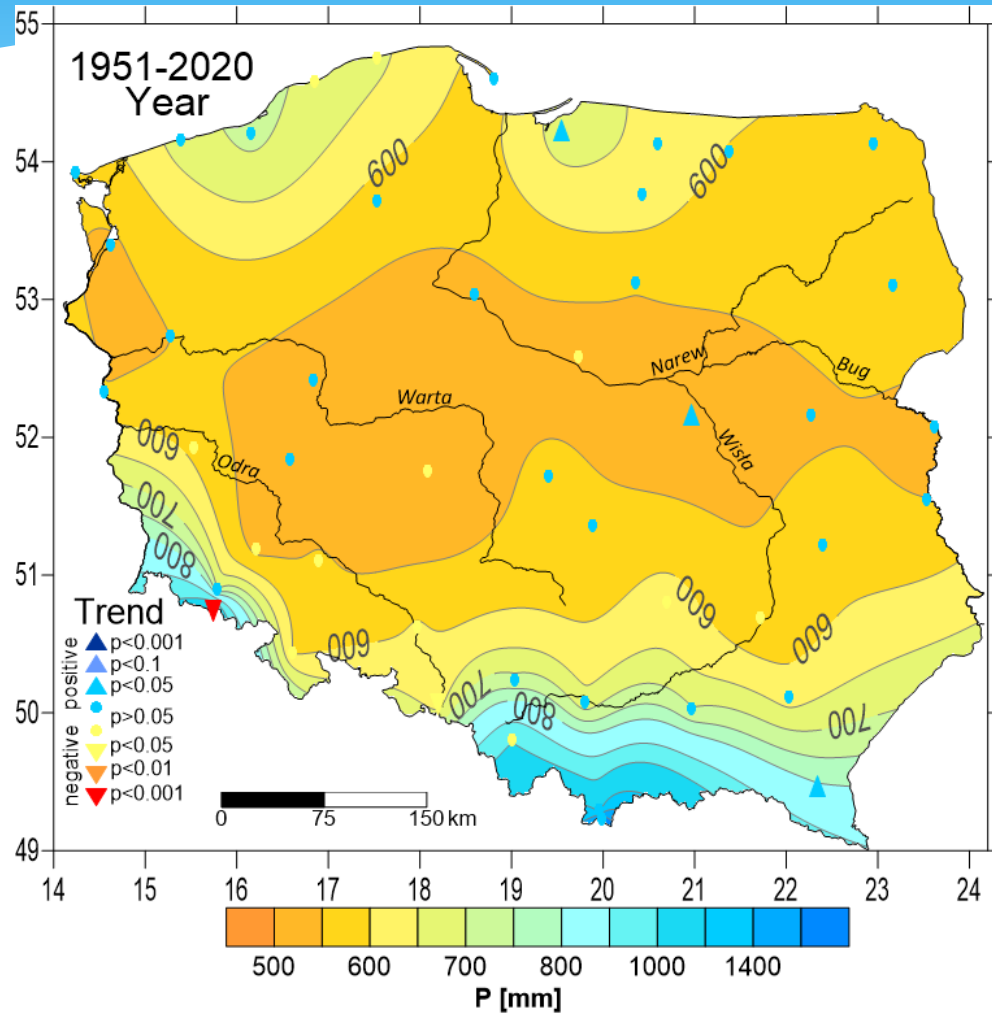 55
1951-2020
Year
600
54
600
53
Narew
Bug
Warta
52
600
Wisła
Odra
700
800
51
600
Trend
600
600
positive
p<0.001
p<0.1
p<0.05
p>0.05
negative
p<0.05
p<0.01
p<0.001
700
800
700
50
0 75 150 km
49
14 15 16 17 18 19 20 21 22 23 24
500 600 700 800 1000 1400
P [mm]